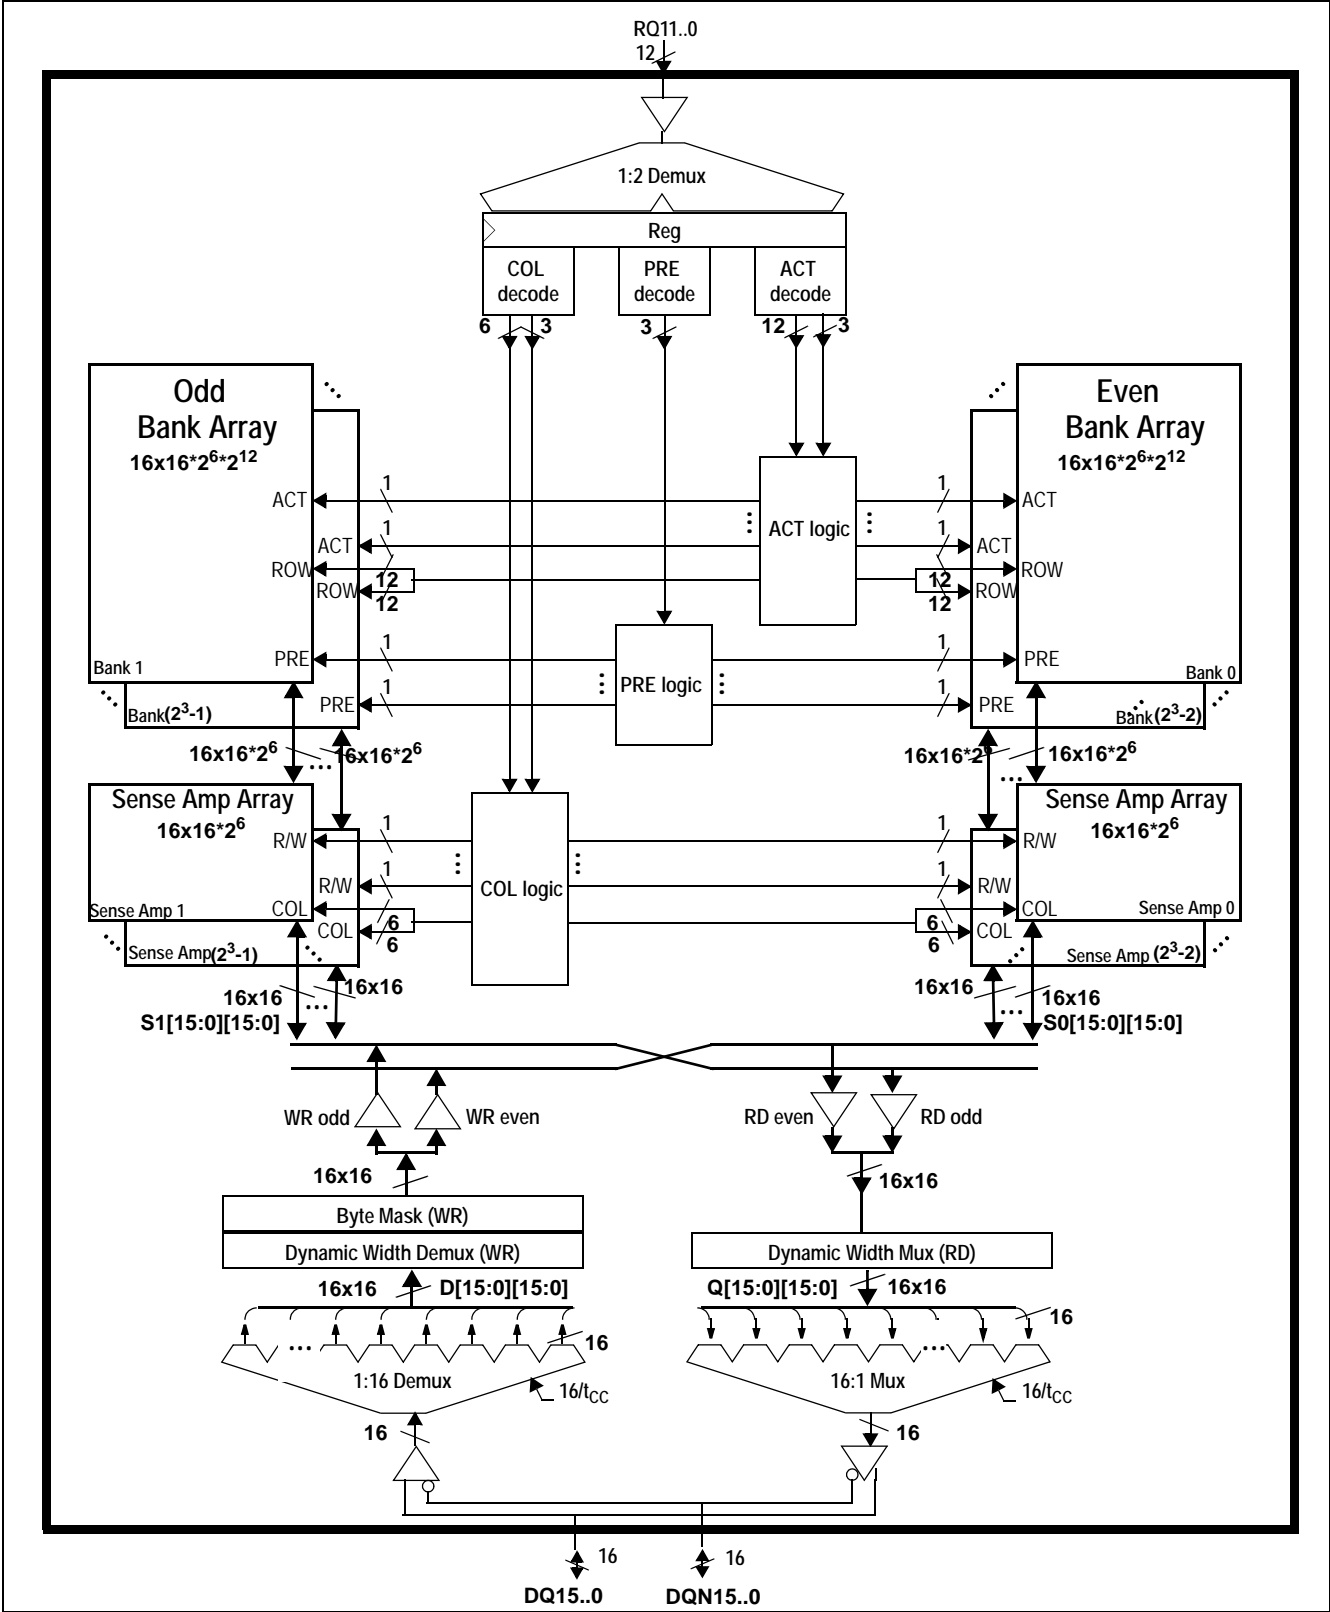 RQ11..0
12
1:2 Demux
Reg
COL decode
PRE decode
ACT decode
6
3
3
12
3
Odd
Bank Array
16x16*2^6*2^12
ACT
ACT
ROW
ROW
PRE
PRE
Bank 1
Bank(2^3-1)
1
1
12
12
1
1
ACT logic
PRE logic
Even
Bank Array
16x16*2^6*2^12
ACT
ACT
ROW
ROW
PRE
PRE
Bank 0
Bank(2^3-2)
1
1
12
12
1
1
16x16*2^6
16x16*2^6
16x16*2^6
16x16*2^6
Sense Amp Array
16x16*2^6
R/W
R/W
COL
COL
Sense Amp 1
Sense Amp(2^3-1)
1
1
6
6
COL logic
Sense Amp Array
16x16*2^6
R/W
R/W
COL
COL
Sense Amp 0
Sense Amp (2^3-2)
1
1
6
6
16x16
16x16
S1[15:0][15:0]
16x16
16x16
S0[15:0][15:0]
WR odd
WR even
RD even
RD odd
16x16
16x16
Byte Mask (WR)
Dynamic Width Demux (WR)
Dynamic Width Mux (RD)
16x16
D[15:0][15:0]
Q[15:0][15:0]
16x16
16
16
1:16 Demux
16/tCC
16:1 Mux
16/tCC
16
16
16
16
DQ15..0
DQN15..0